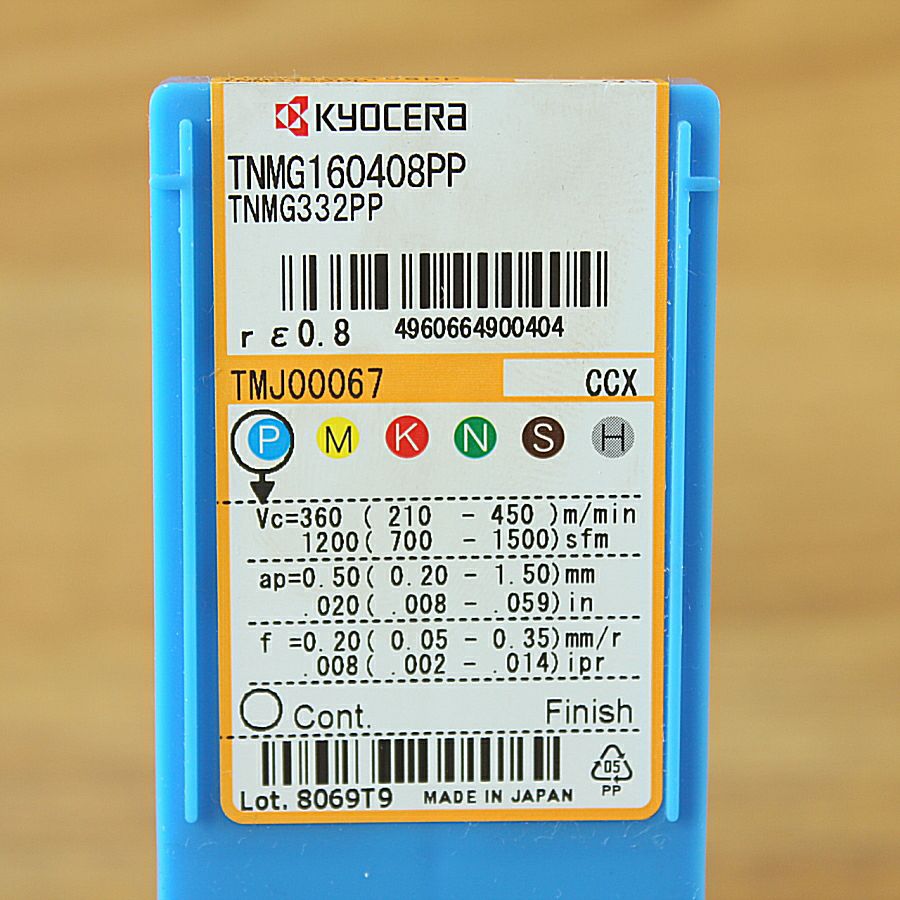 KYOCERA
TNMG160408PP
TNMG332PP
rε0.8 4960664900404
TMJ00067 CCX
P M K N S H
Vc=360 ( 210 - 450 )m/min
1200( 700 - 1500)sfm
ap=0.50( 0.20 - 1.50)mm
.020( .008 - .059)in
f =0.20( 0.05 - 0.35)mm/r
.008( .002 - .014)ipr
Cont. Finish
05
PP
Lot. 8069T9 MADE IN JAPAN